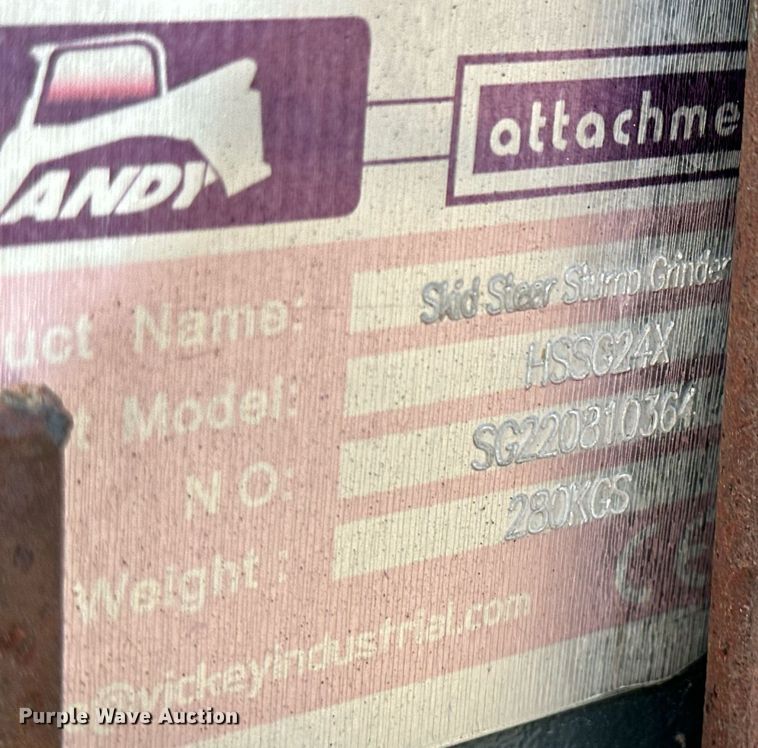 ANDY
attachme
uct Name: Skid Steer Stump Grinder
t Model: HSSG24X
NO: SG220810364
Weight: 280KGS
@vickeyindustrial.com
CE
Purple Wave Auction